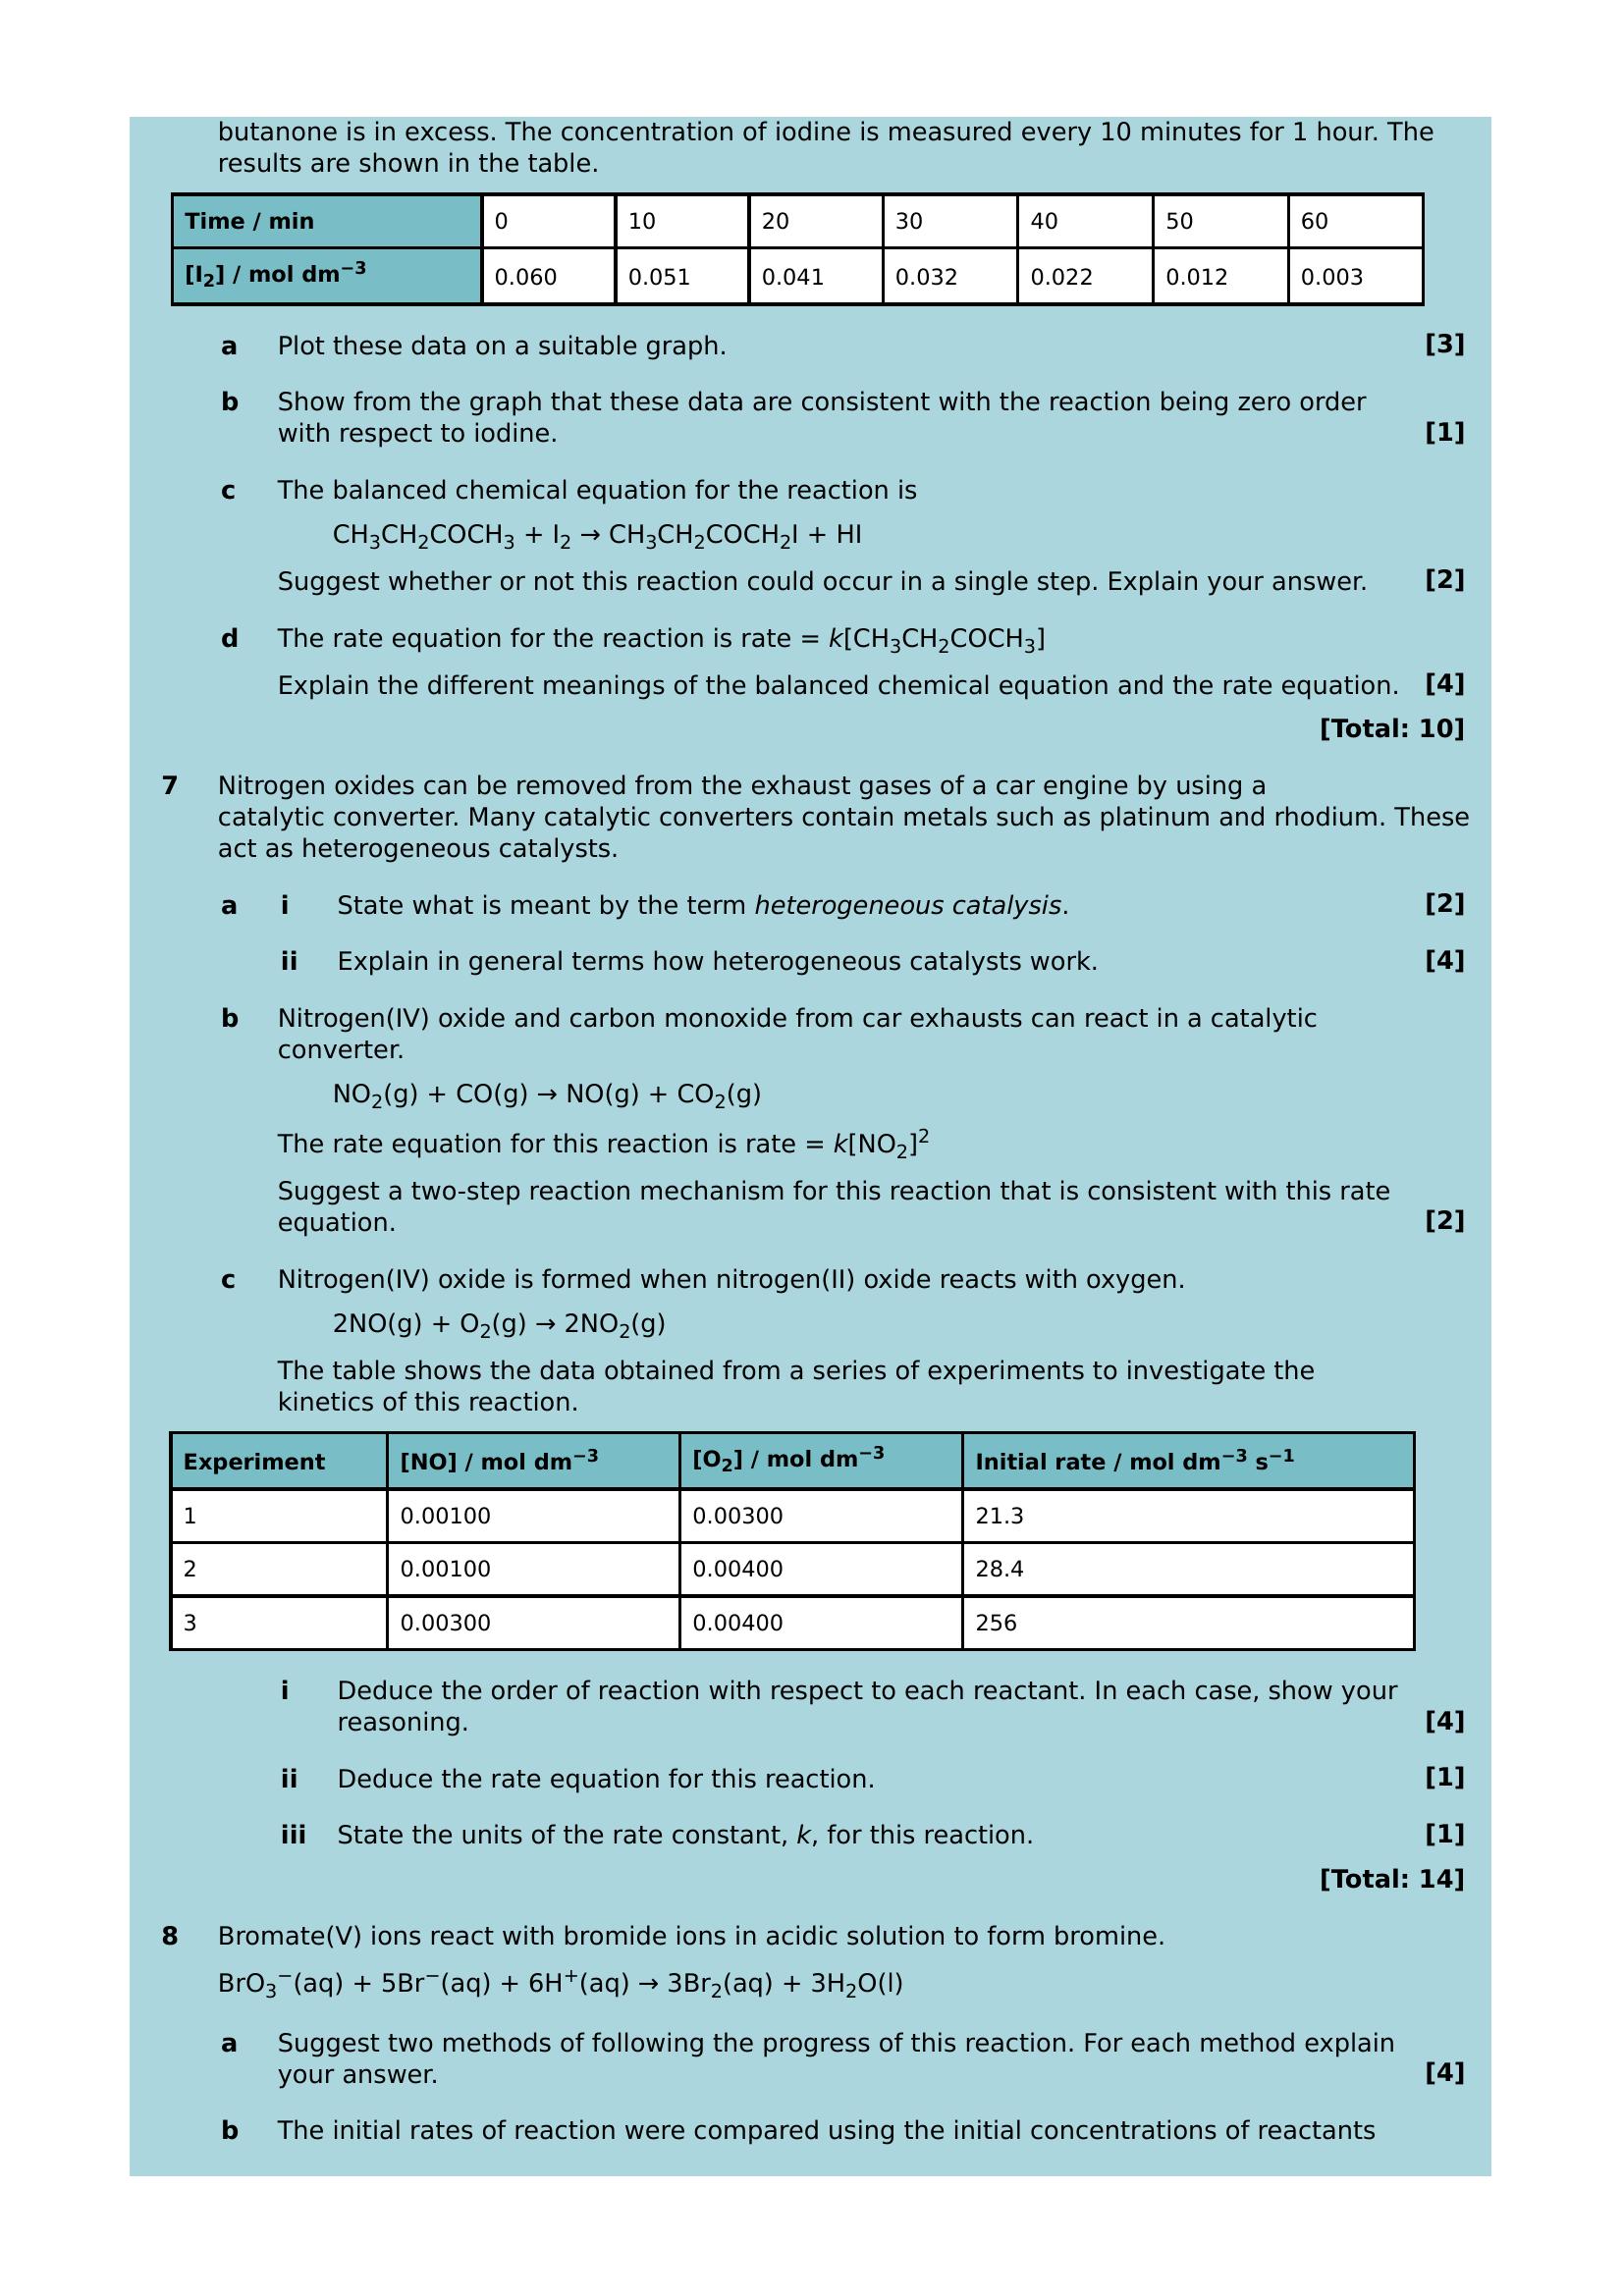 butanone is in excess. The concentration of iodine is measured every 10 minutes for 1 hour. The
results are shown in the table.
Time / min 0 10 20 30 40 50 60
[I₂] / mol dm⁻³ 0.060 0.051 0.041 0.032 0.022 0.012 0.003
a Plot these data on a suitable graph. [3]
b Show from the graph that these data are consistent with the reaction being zero order
with respect to iodine. [1]
c The balanced chemical equation for the reaction is
CH₃CH₂COCH₃ + I₂ → CH₃CH₂COCH₂I + HI
Suggest whether or not this reaction could occur in a single step. Explain your answer. [2]
d The rate equation for the reaction is rate = k[CH₃CH₂COCH₃]
Explain the different meanings of the balanced chemical equation and the rate equation. [4]
[Total: 10]
7 Nitrogen oxides can be removed from the exhaust gases of a car engine by using a
catalytic converter. Many catalytic converters contain metals such as platinum and rhodium. These
act as heterogeneous catalysts.
a i State what is meant by the term heterogeneous catalysis. [2]
ii Explain in general terms how heterogeneous catalysts work. [4]
b Nitrogen(IV) oxide and carbon monoxide from car exhausts can react in a catalytic
converter.
NO₂(g) + CO(g) → NO(g) + CO₂(g)
The rate equation for this reaction is rate = k[NO₂]²
Suggest a two-step reaction mechanism for this reaction that is consistent with this rate
equation. [2]
c Nitrogen(IV) oxide is formed when nitrogen(II) oxide reacts with oxygen.
2NO(g) + O₂(g) → 2NO₂(g)
The table shows the data obtained from a series of experiments to investigate the
kinetics of this reaction.
Experiment [NO] / mol dm⁻³ [O₂] / mol dm⁻³ Initial rate / mol dm⁻³ s⁻¹
1 0.00100 0.00300 21.3
2 0.00100 0.00400 28.4
3 0.00300 0.00400 256
i Deduce the order of reaction with respect to each reactant. In each case, show your
reasoning. [4]
ii Deduce the rate equation for this reaction. [1]
iii State the units of the rate constant, k, for this reaction. [1]
[Total: 14]
8 Bromate(V) ions react with bromide ions in acidic solution to form bromine.
BrO₃⁻(aq) + 5Br⁻(aq) + 6H⁺(aq) → 3Br₂(aq) + 3H₂O(l)
a Suggest two methods of following the progress of this reaction. For each method explain
your answer. [4]
b The initial rates of reaction were compared using the initial concentrations of reactants